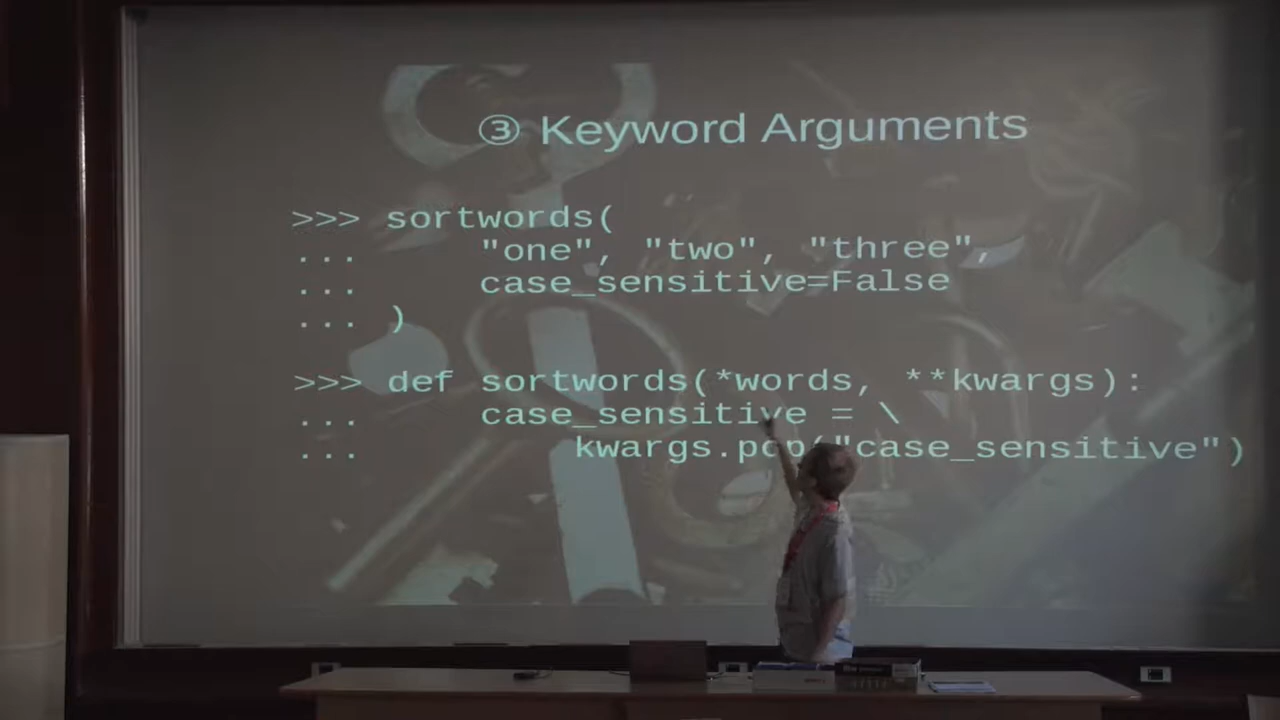 ③ Keyword Arguments
>>> sortwords(
...     "one", "two", "three",
...     case_sensitive=False
... )
>>> def sortwords(*words, **kwargs):
...     case_sensitive = \
...         kwargs.pop("case_sensitive")